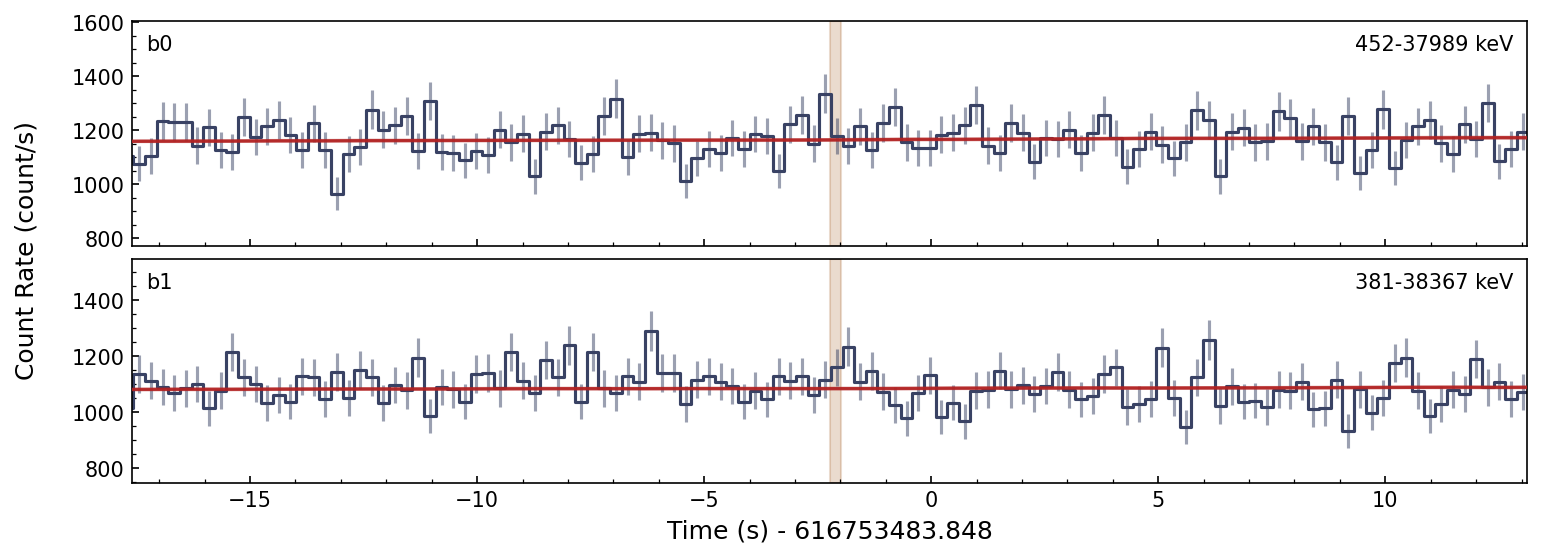 Count Rate (count/s)
1600
1400
1200
1000
800
b0
452-37989 keV
1400
1200
1000
800
b1
381-38367 keV
−15
−10
−5
0
5
10
Time (s) - 616753483.848